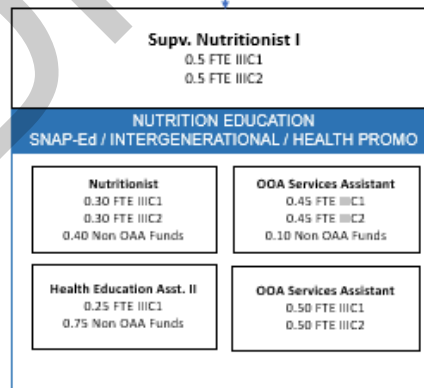 Supv. Nutritionist I
0.5 FTE IIIC1
0.5 FTE IIIC2
NUTRITION EDUCATION
SNAP-Ed / INTERGENERATIONAL / HEALTH PROMO
Nutritionist
0.30 FTE IIIC1
0.30 FTE IIIC2
0.40 Non OAA Funds
OOA Services Assistant
0.45 FTE IIIC1
0.45 FTE IIIC2
0.10 Non OAA Funds
Health Education Asst. II
0.25 FTE IIIC1
0.75 Non OAA Funds
OOA Services Assistant
0.50 FTE IIIC1
0.50 FTE IIIC2